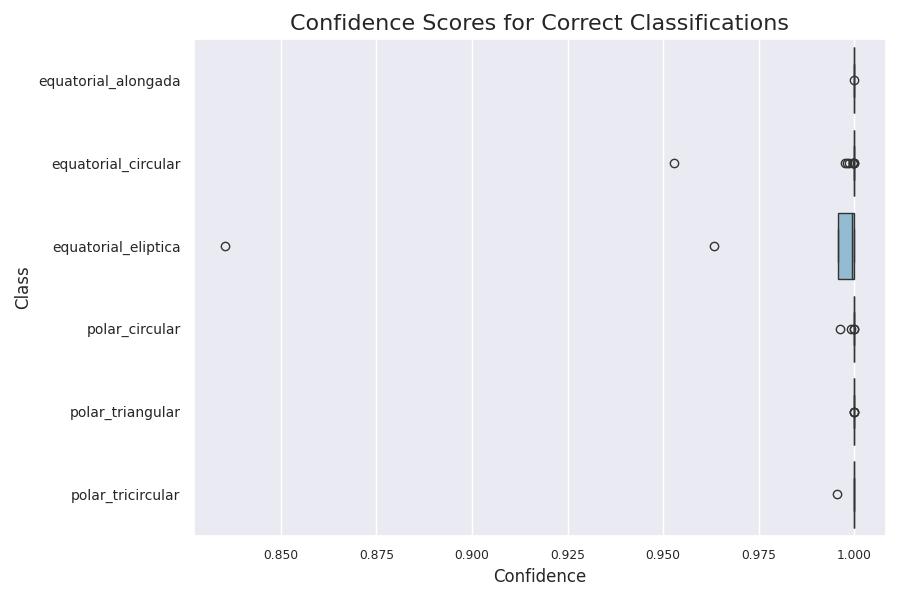 Confidence Scores for Correct Classifications
equatorial_alongada
equatorial_circular
equatorial_eliptica
polar_circular
polar_triangular
polar_tricircular
Class
0.850 0.875 0.900 0.925 0.950 0.975 1.000
Confidence